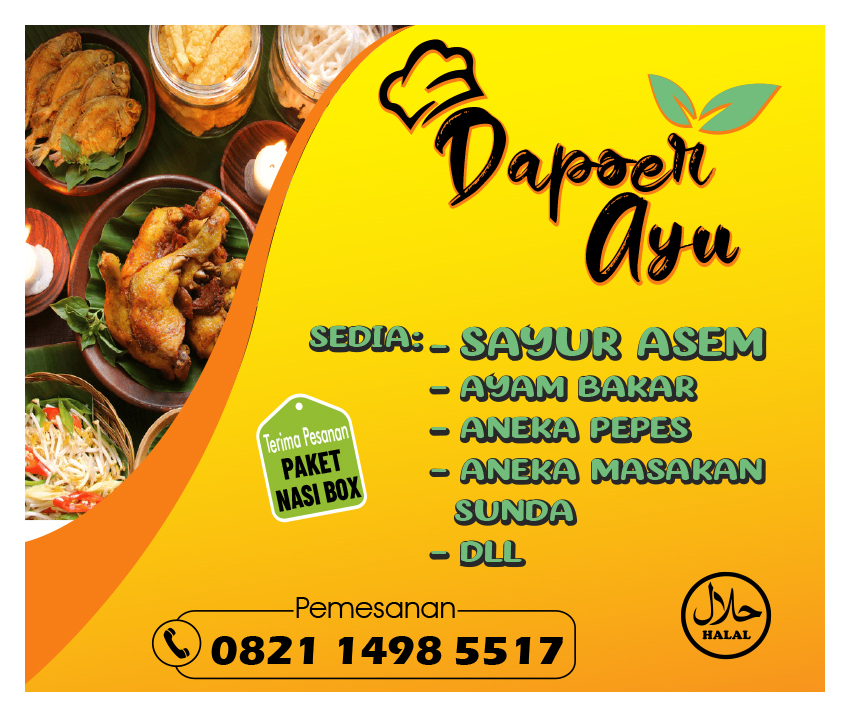 Dapoer
Ayu
SEDIA: - SAYUR ASEM
- AYAM BAKAR
- ANEKA PEPES
- ANEKA MASAKAN
SUNDA
- DLL
Terima Pesanan
PAKET
NASI BOX
Pemesanan
0821 1498 5517
حلال
HALAL